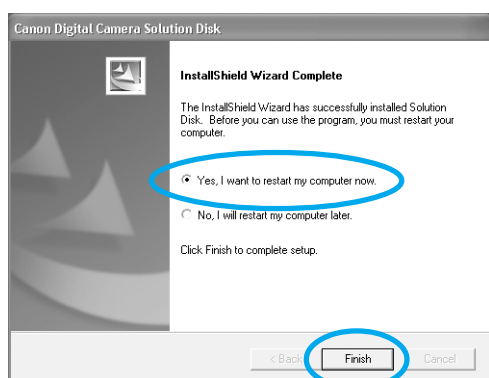 Canon Digital Camera Solution Disk
InstallShield Wizard Complete
The InstallShield Wizard has successfully installed Solution
Disk. Before you can use the program, you must restart your
computer.
Yes, I want to restart my computer now.
No, I will restart my computer later.
Click Finish to complete setup.
< Back Finish Cancel